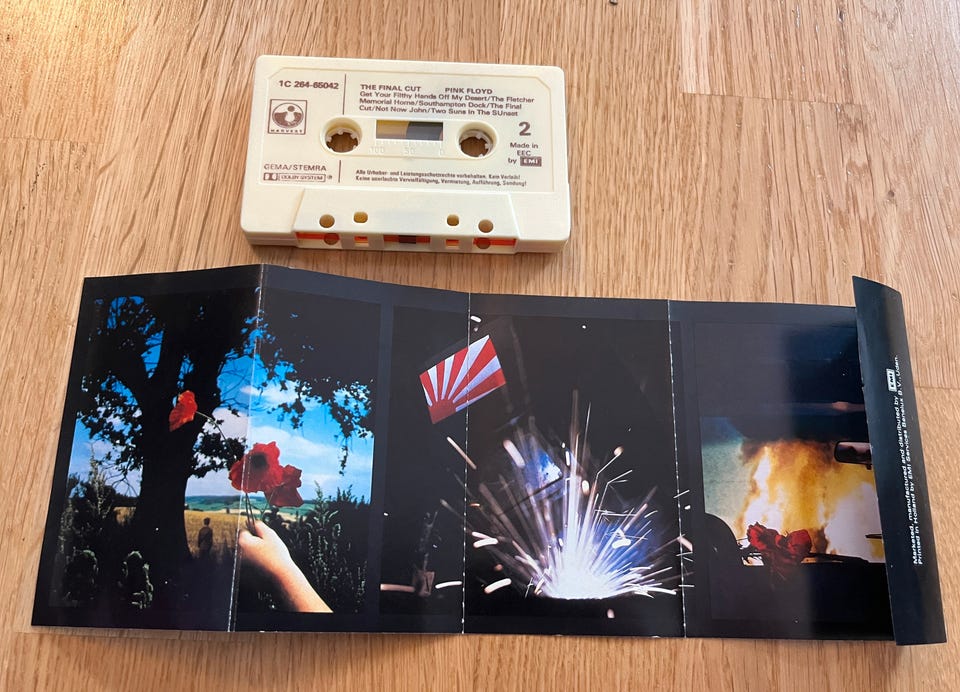 1C 264-65042
THE FINAL CUT PINK FLOYD
Get Your Filthy Hands Off My Desert/The Fletcher
Memorial Home/Southampton Dock/The Final
Cut/Not Now John/Two Suns In The SUnset
HARVEST
100 50 0
2
Made in
EEC
by EMI
GEMA/STEMRA
DOLBY SYSTEM
Alle Urheber- und Leistungsschutzrechte vorbehalten. Kein Verleih!
Keine unerlaubte Vervielfältigung, Vermietung, Aufführung, Sendung!
Marketed, manufactured and distributed by EMI
Printed in Holland by EMI Services Benelux B.V. Uden.